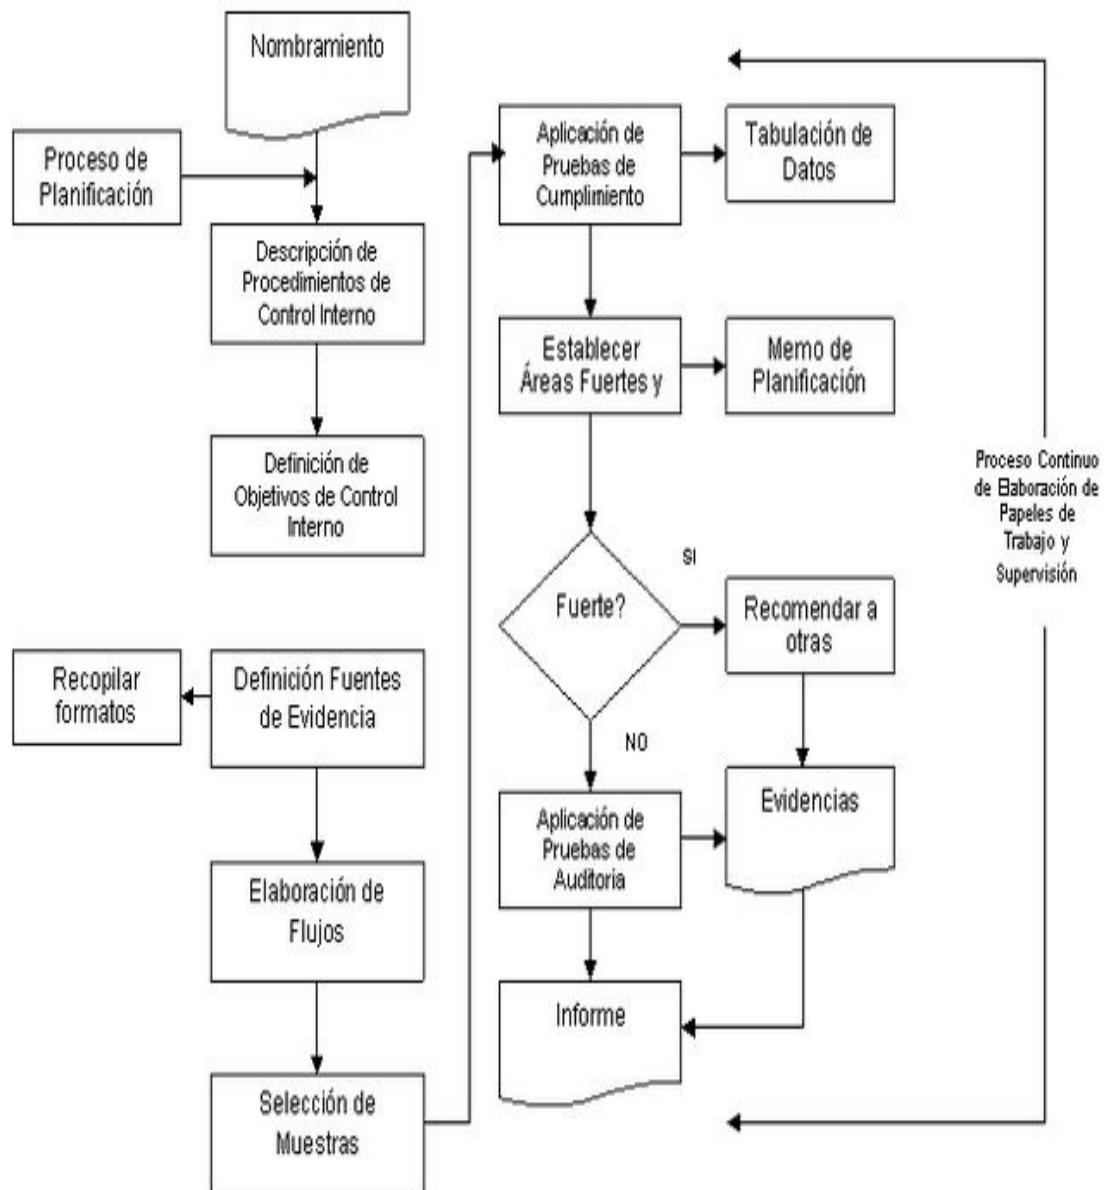 Nombramiento
Proceso de
Planificación
Descripción de
Procedimientos de
Control Interno
Definición de
Objetivos de Control
Interno
Recopilar
formatos
Definición Fuentes
de Evidencia
Elaboración de
Flujos
Selección de
Muestras
Aplicación de
Pruebas de
Cumplimiento
Tabulación de
Datos
Establecer
Áreas Fuertes y
Memo de
Planificación
Fuerte?
SI
Recomendar a
otras
NO
Aplicación de
Pruebas de
Auditoria
Evidencias
Informe
Proceso Continuo
de Elaboración de
Papeles de
Trabajo y
Supervisión